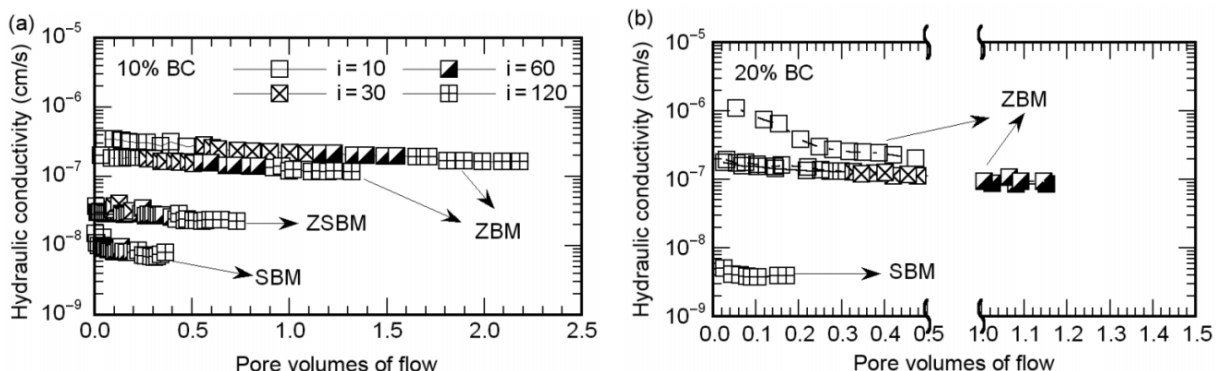 (a)
Hydraulic conductivity (cm/s)
10⁻⁵
10⁻⁶
10⁻⁷
10⁻⁸
10⁻⁹
10% BC
i = 10
i = 60
i = 30
i = 120
ZSBM
ZBM
SBM
0.0 0.5 1.0 1.5 2.0 2.5
Pore volumes of flow
(b)
Hydraulic conductivity (cm/s)
10⁻⁵
10⁻⁶
10⁻⁷
10⁻⁸
10⁻⁹
20% BC
ZBM
SBM
0.0 0.1 0.2 0.3 0.4 0.5 1.0 1.1 1.2 1.3 1.4 1.5
Pore volumes of flow